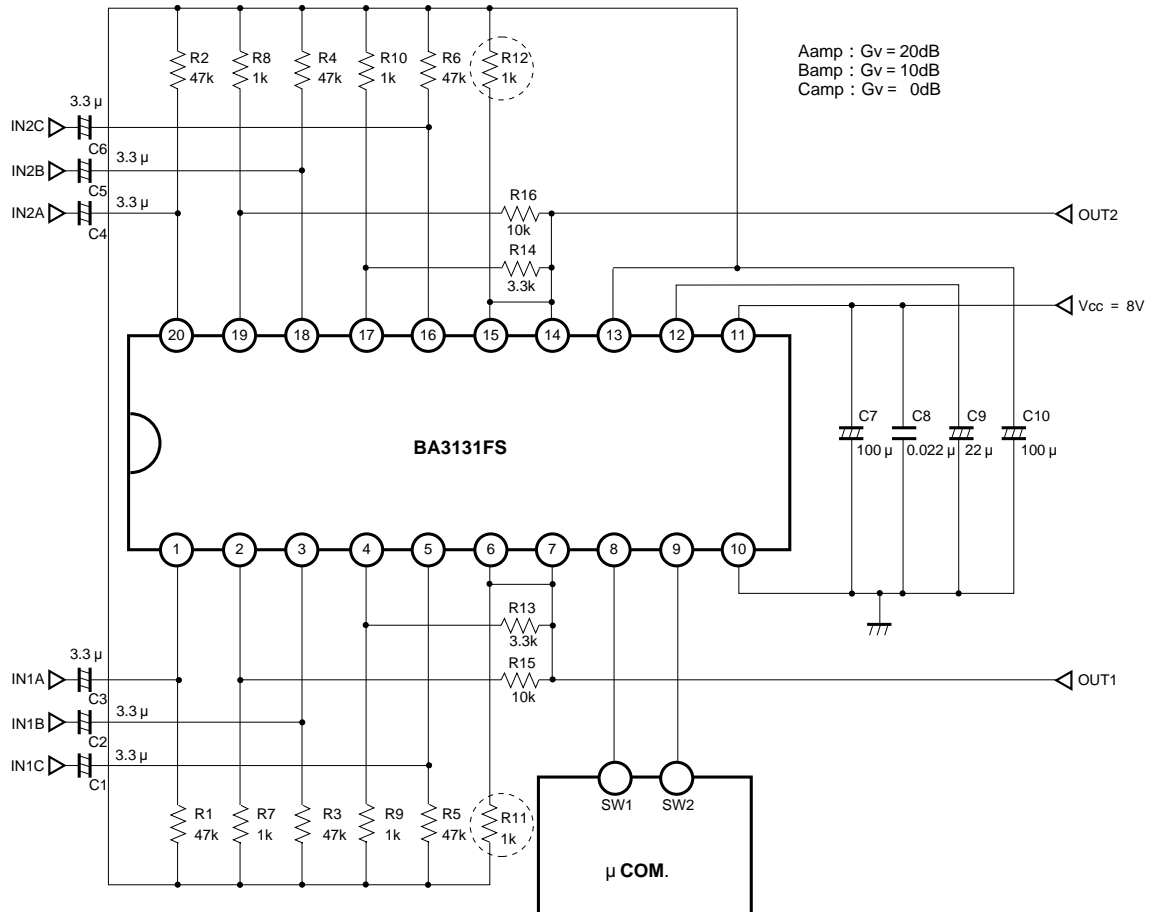 R2
47k
R8
1k
R4
47k
R10
1k
R6
47k
R12
1k
Aamp : Gv = 20dB
Bamp : Gv = 10dB
Camp : Gv = 0dB
3.3 µ
IN2C
C6
3.3 µ
IN2B
C5
3.3 µ
IN2A
C4
R16
10k
OUT2
R14
3.3k
Vcc = 8V
20
19
18
17
16
15
14
13
12
11
BA3131FS
C7
100 µ
C8
0.022 µ
C9
22 µ
C10
100 µ
1
2
3
4
5
6
7
8
9
10
R13
3.3k
R15
10k
OUT1
3.3 µ
IN1A
C3
3.3 µ
IN1B
C2
3.3 µ
IN1C
C1
SW1
SW2
R1
47k
R7
1k
R3
47k
R9
1k
R5
47k
R11
1k
µ COM.